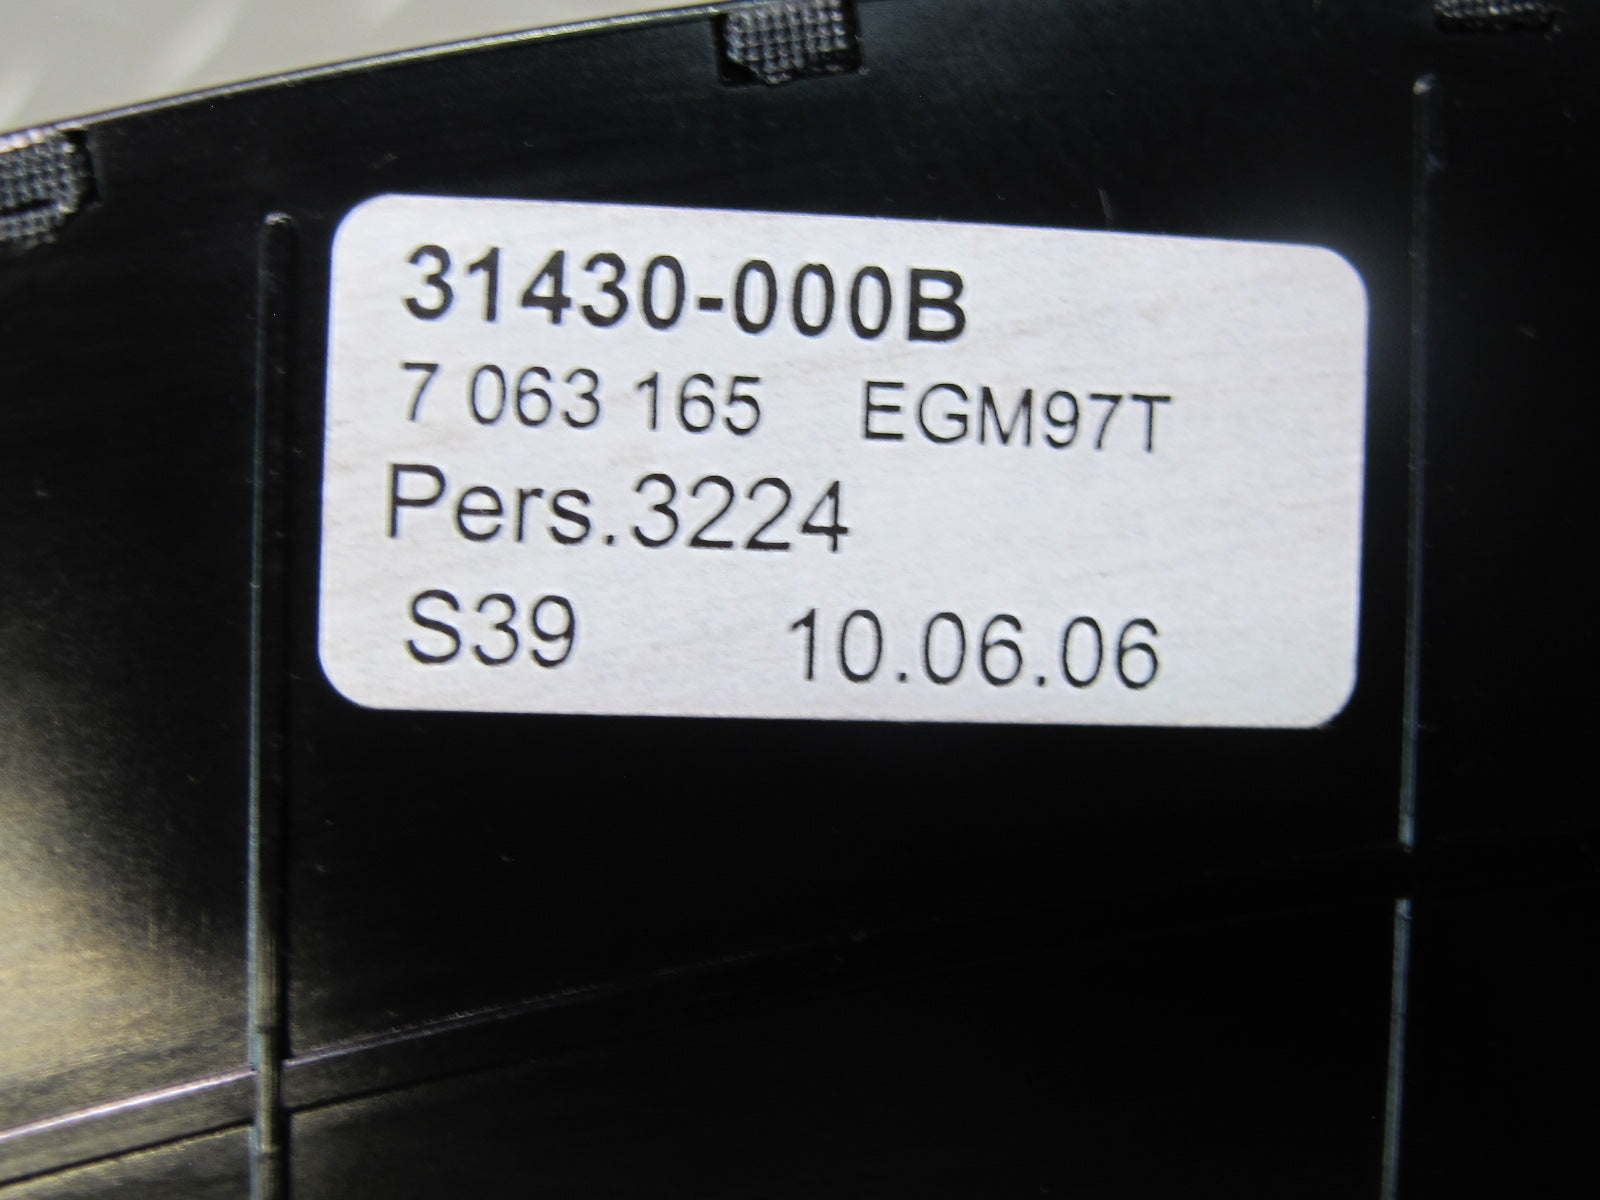 31430-000B
7 063 165 EGM97T
Pers.3224
S39 10.06.06